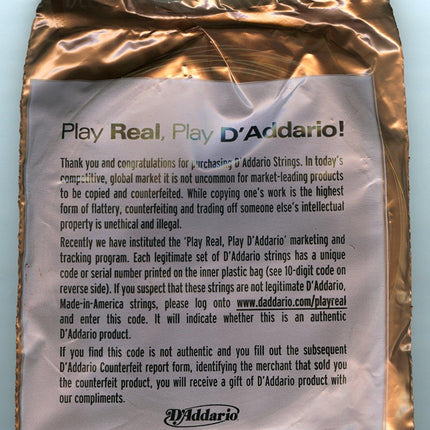 Play Real, Play D'Addario!
Thank you and congratulations for purchasing D'Addario Strings. In today's
competitive, global market it is not uncommon for market-leading products
to be copied and counterfeited. While copying one's work is the highest
form of flattery, counterfeiting and trading off someone else's intellectual
property is unethical and illegal.
Recently we have instituted the 'Play Real, Play D'Addario' marketing and
tracking program. Each legitimate set of D'Addario strings has a unique
code or serial number printed on the inner plastic bag (see 10-digit code on
reverse side). If you suspect that these strings are not legitimate D'Addario,
Made-in-America strings, please log onto www.daddario.com/playreal
and enter this code. It will indicate whether this is an authentic
D'Addario product.
If you find this code is not authentic and you fill out the subsequent
D'Addario Counterfeit report form, identifying the merchant that sold you
the counterfeit product, you will receive a gift of D'Addario product with
our compliments.
D'Addario